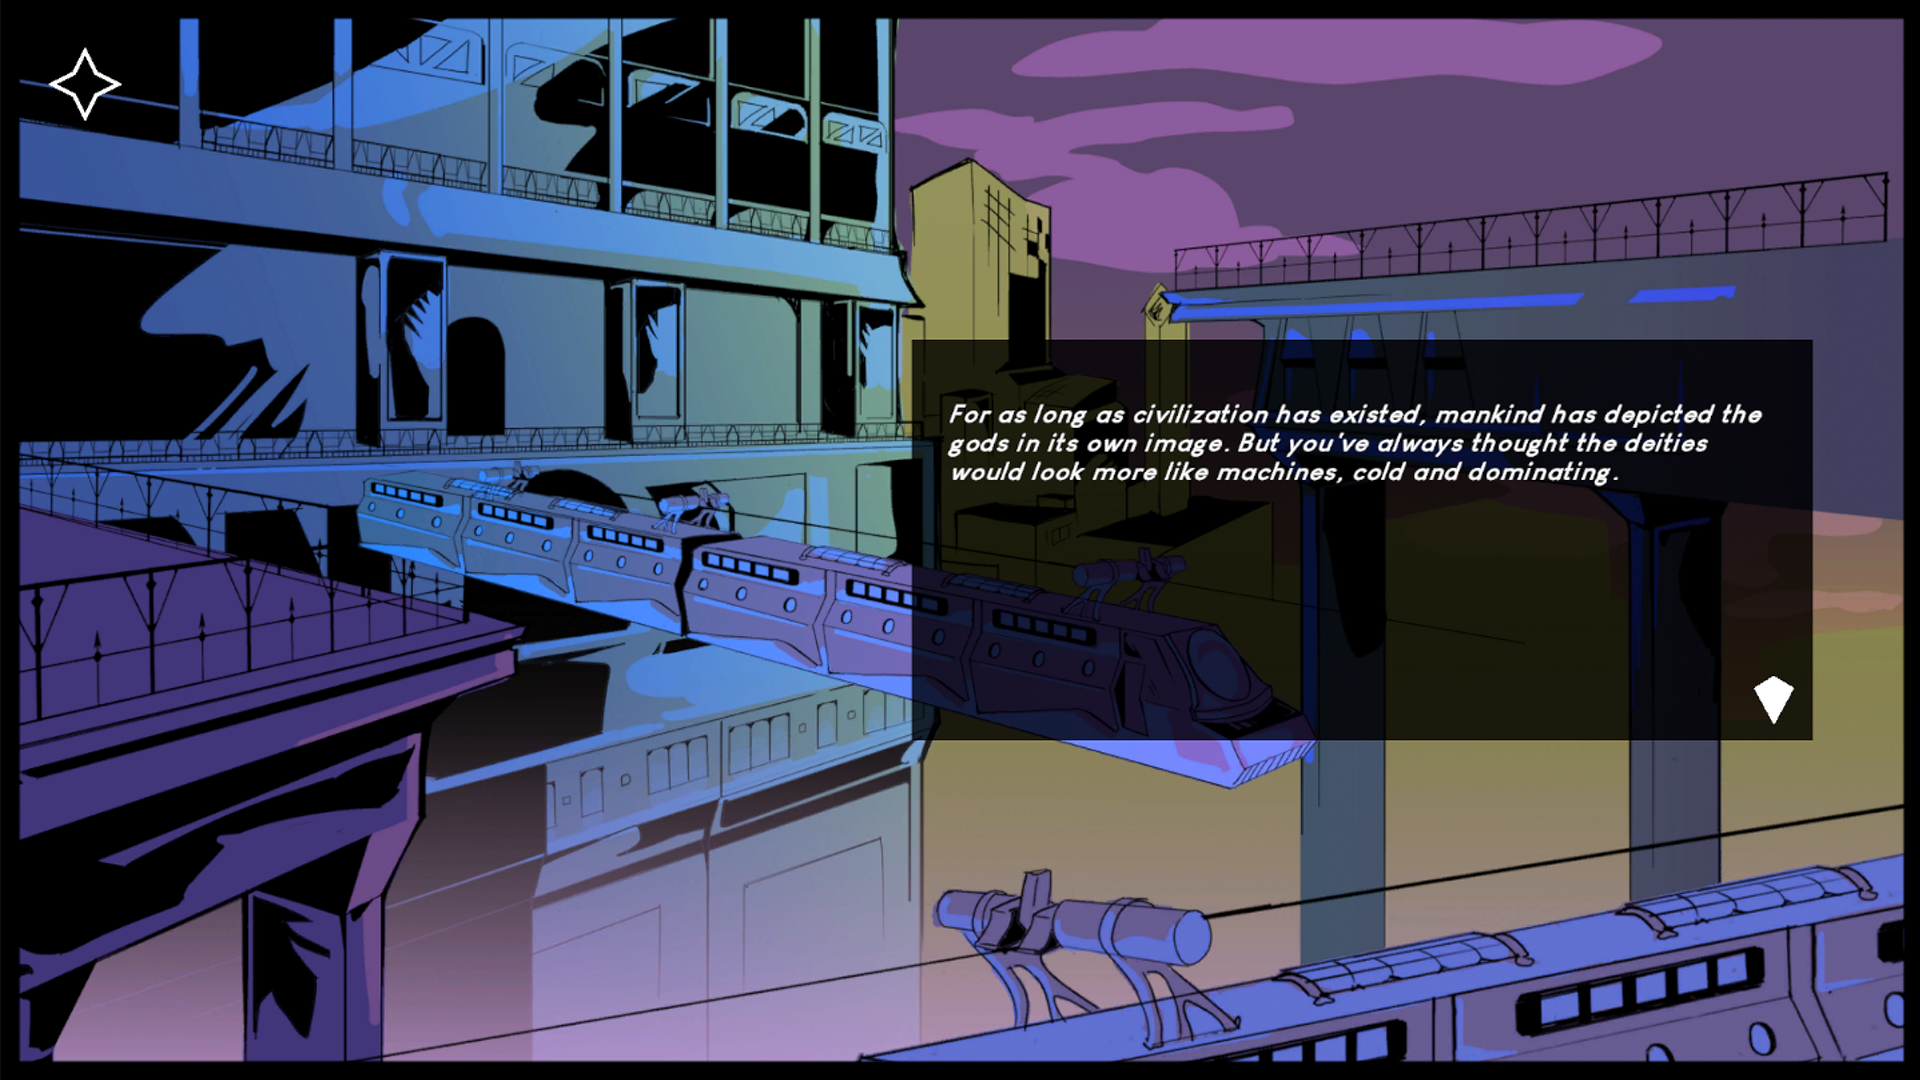 For as long as civilization has existed, mankind has depicted the
gods in its own image. But you've always thought the deities
would look more like machines, cold and dominating.